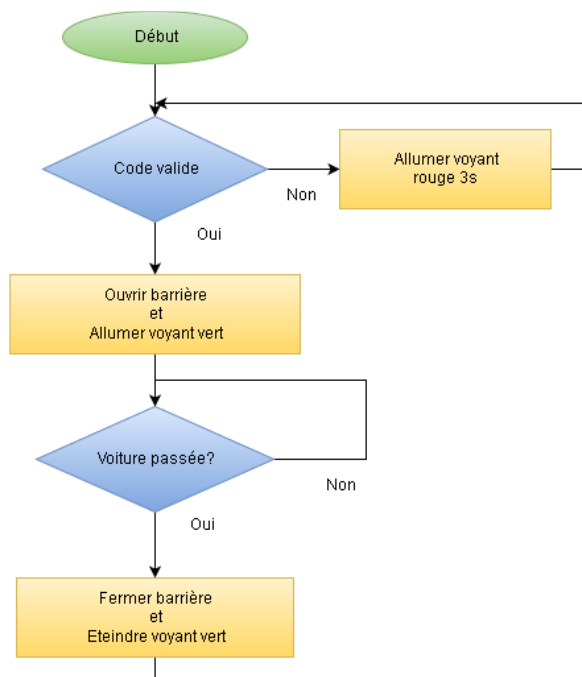 Début
Code valide
Non
Allumer voyant
rouge 3s
Oui
Ouvrir barrière
et
Allumer voyant vert
Voiture passée?
Non
Oui
Fermer barrière
et
Eteindre voyant vert